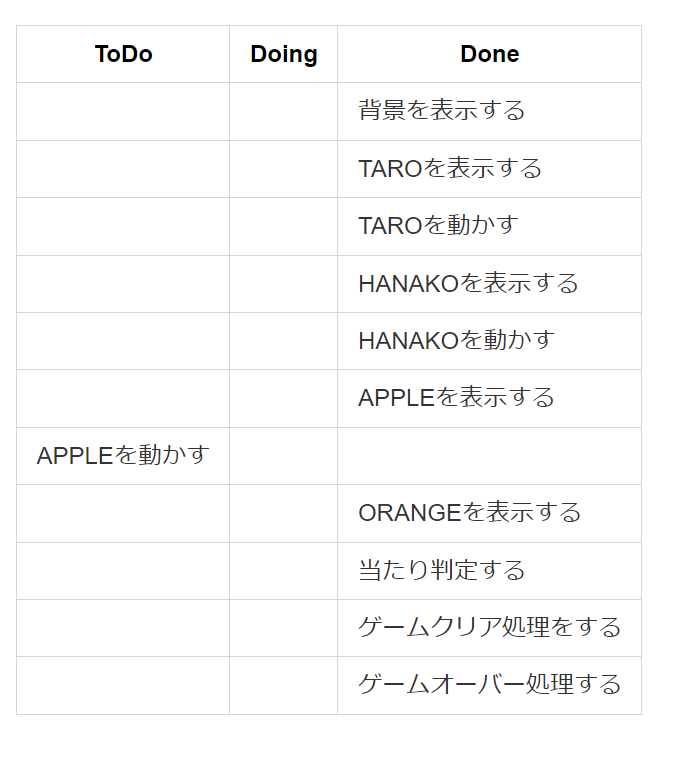 ToDo Doing Done
背景を表示する
TAROを表示する
TAROを動かす
HANAKOを表示する
HANAKOを動かす
APPLEを表示する
APPLEを動かす
ORANGEを表示する
当たり判定する
ゲームクリア処理をする
ゲームオーバー処理する